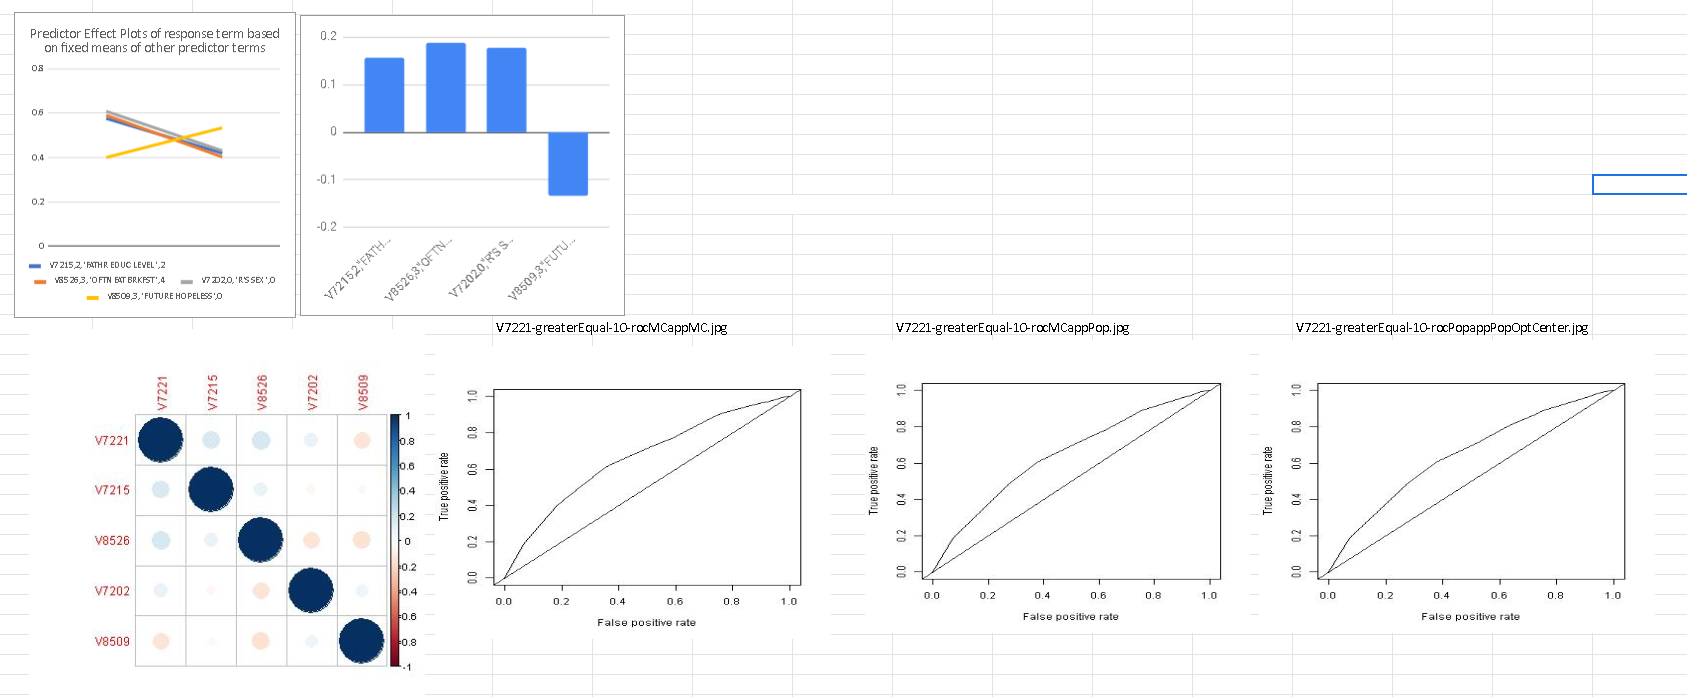 Predictor Effect Plots of response term based
on fixed means of other predictor terms
0.8
0.6
0.4
0.2
0
V7215,2,'FATHR EDUC LEVEL',2
V8526,3,'OFTN EAT BRKFST',4
V7202,0,'R'S SEX',0
V8509,3,'FUTURE HOPELESS',0
0.2
0.1
0
-0.1
-0.2
V7215,2,"FATH...
V8526,3,"OFTN...
V7202,0,"R'S S...
V8509,3,"FUTU...
V7221 V7215 V8526 V7202 V8509
V7221
V7215
V8526
V7202
V8509
1
0.8
0.6
0.4
0.2
0
-0.2
-0.4
-0.6
-0.8
-1
V7221-greaterEqual-10-rocMCappMC.jpg
True positive rate
1.0
0.8
0.6
0.4
0.2
0.0
0.0 0.2 0.4 0.6 0.8 1.0
False positive rate
V7221-greaterEqual-10-rocMCappPop.jpg
True positive rate
1.0
0.8
0.6
0.4
0.2
0.0
0.0 0.2 0.4 0.6 0.8 1.0
False positive rate
V7221-greaterEqual-10-rocPopappPopOptCenter.jpg
True positive rate
1.0
0.8
0.6
0.4
0.2
0.0
0.0 0.2 0.4 0.6 0.8 1.0
False positive rate